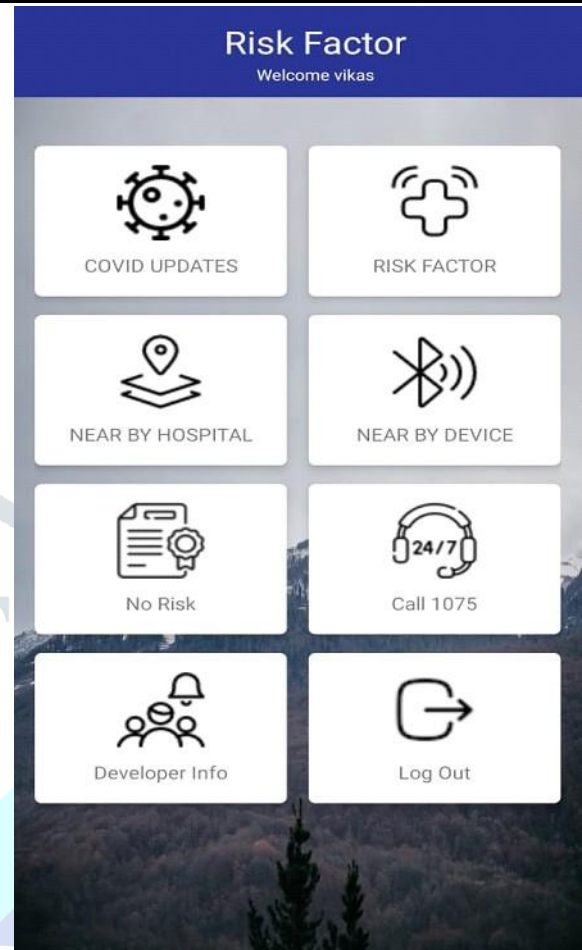 Risk Factor
Welcome vikas
COVID UPDATES
RISK FACTOR
NEAR BY HOSPITAL
NEAR BY DEVICE
No Risk
24/7
Call 1075
Developer Info
Log Out